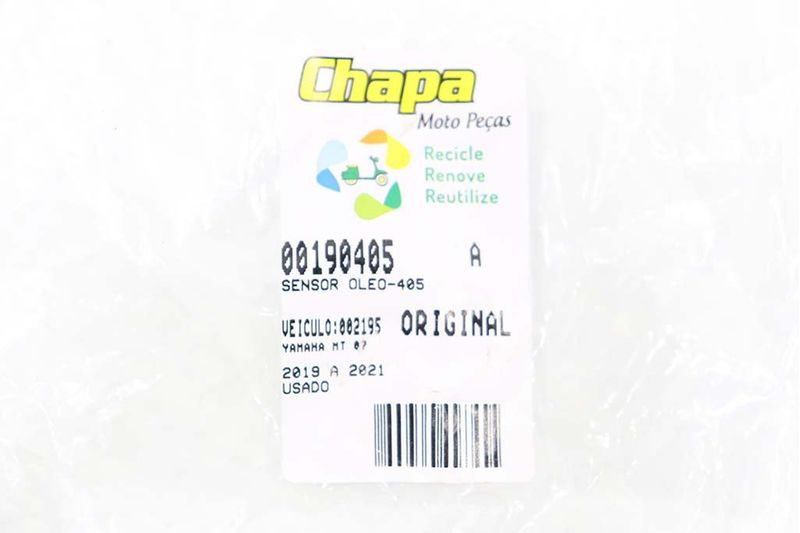 Chapa
Moto Peças
Recicle
Renove
Reutilize
00190405 A
SENSOR OLEO-405
VEICULO:002195 ORIGINAL
YAMAHA MT 07
2019 A 2021
USADO